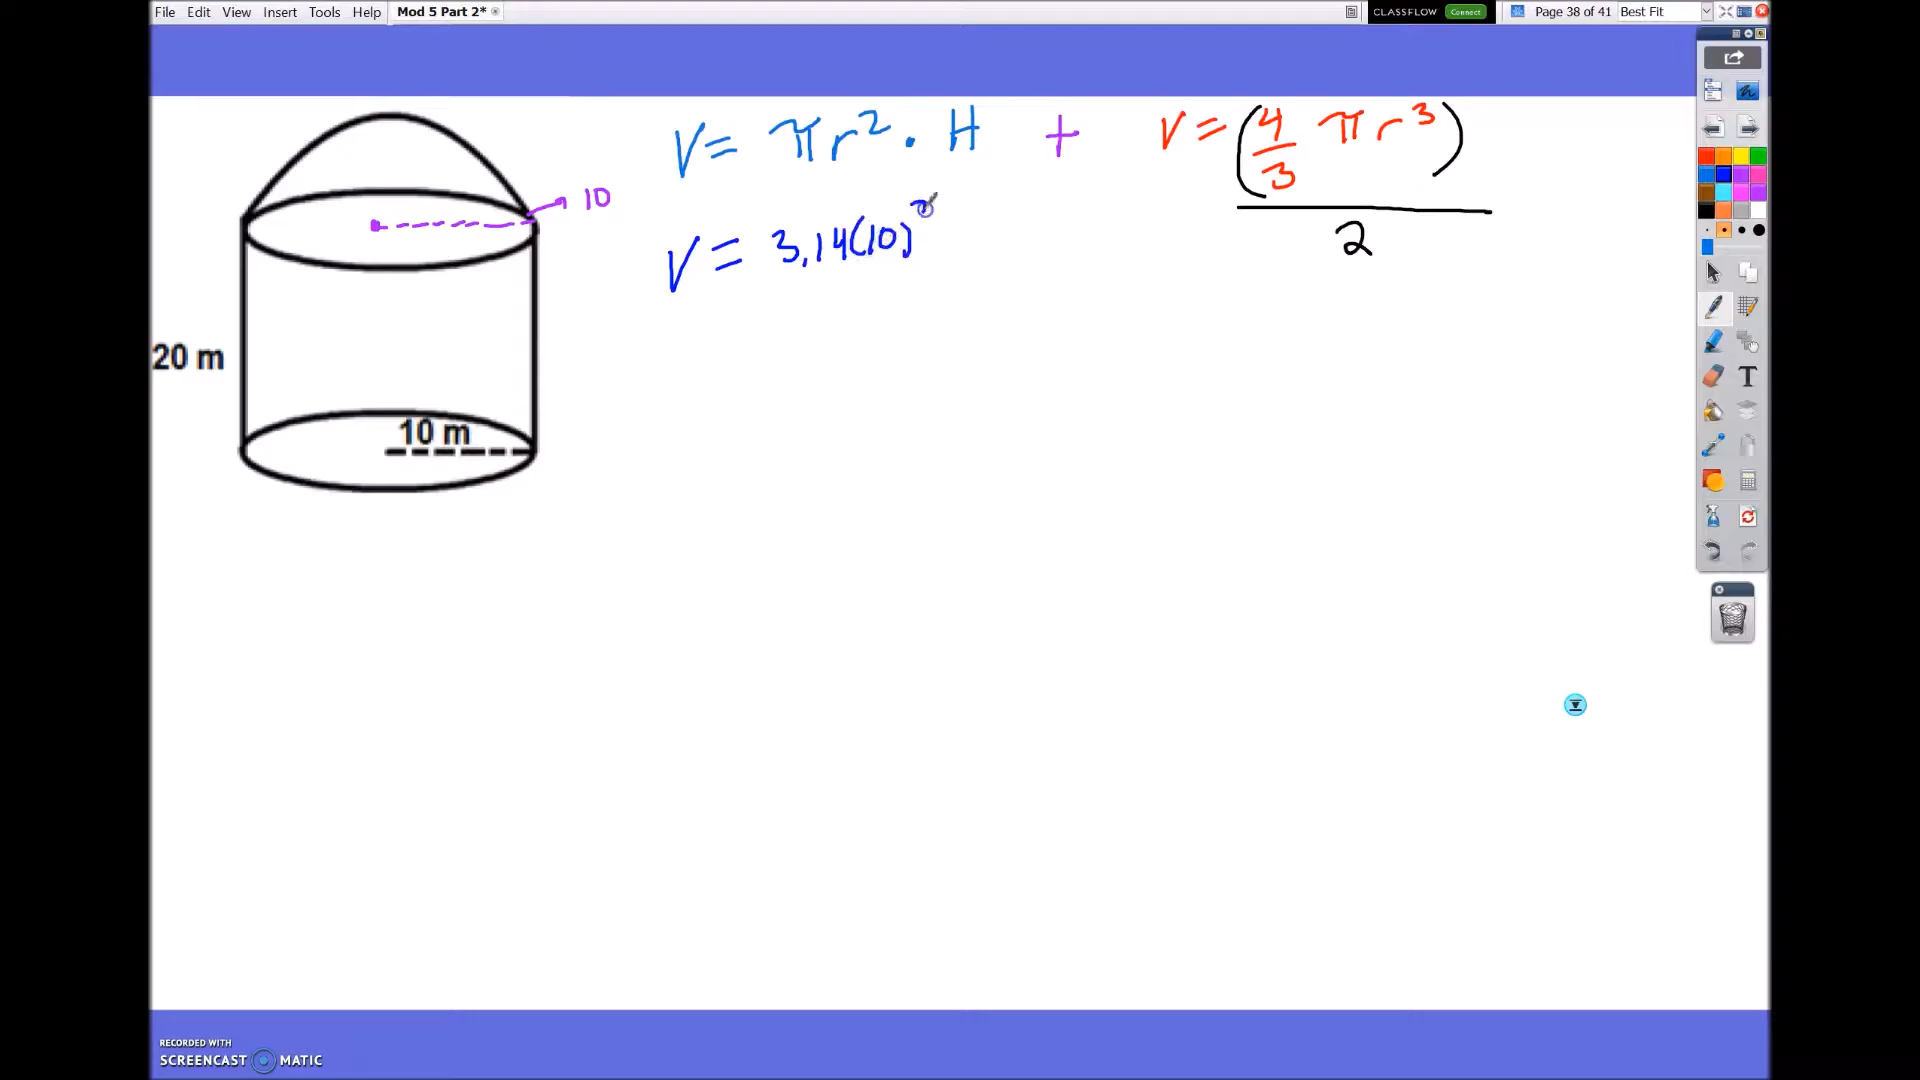 File Edit View Insert Tools Help Mod 5 Part 2* CLASSFLOW Connect Page 38 of 41 Best Fit
V = πr² · H + V = (4/3 πr³)
2
10
V = 3.14(10)²
20 m
10 m
T
RECORDED WITH
SCREENCAST MATIC